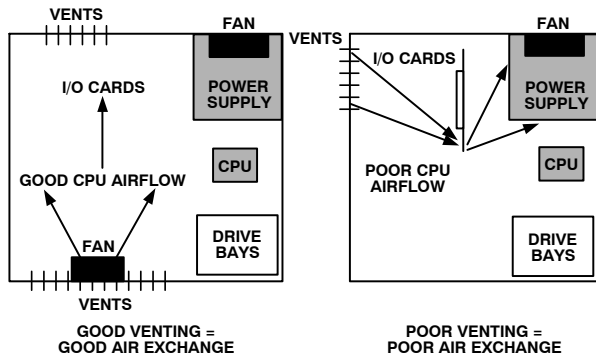 FAN
I/O CARDS
POWER
SUPPLY
CPU
GOOD CPU AIRFLOW
FAN
DRIVE
BAYS
VENTS
GOOD VENTING =
GOOD AIR EXCHANGE
VENTS
FAN
I/O CARDS
POWER
SUPPLY
POOR CPU
AIRFLOW
CPU
DRIVE
BAYS
POOR VENTING =
POOR AIR EXCHANGE
VENTS